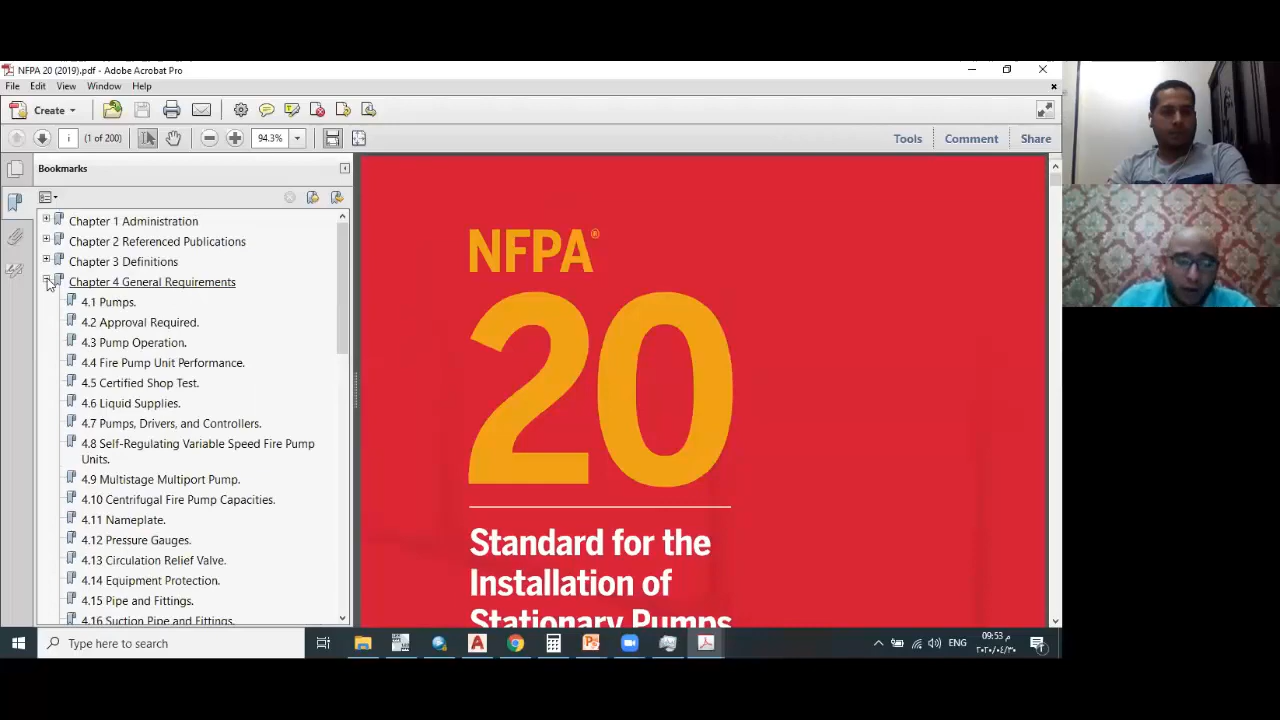 NFPA 20 (2019).pdf - Adobe Acrobat Pro
File Edit View Window Help
Create
i (1 of 200) 94.3% Tools Comment Share
Bookmarks
Chapter 1 Administration
Chapter 2 Referenced Publications
Chapter 3 Definitions
Chapter 4 General Requirements
4.1 Pumps.
4.2 Approval Required.
4.3 Pump Operation.
4.4 Fire Pump Unit Performance.
4.5 Certified Shop Test.
4.6 Liquid Supplies.
4.7 Pumps, Drivers, and Controllers.
4.8 Self-Regulating Variable Speed Fire Pump
Units.
4.9 Multistage Multiport Pump.
4.10 Centrifugal Fire Pump Capacities.
4.11 Nameplate.
4.12 Pressure Gauges.
4.13 Circulation Relief Valve.
4.14 Equipment Protection.
4.15 Pipe and Fittings.
4.16 Suction Pipe and Fittings.
NFPA®
20
Standard for the
Installation of
Stationary Pumps
Type here to search
ENG
09:53 م
٢٠٢٠/٠٤/٣٠